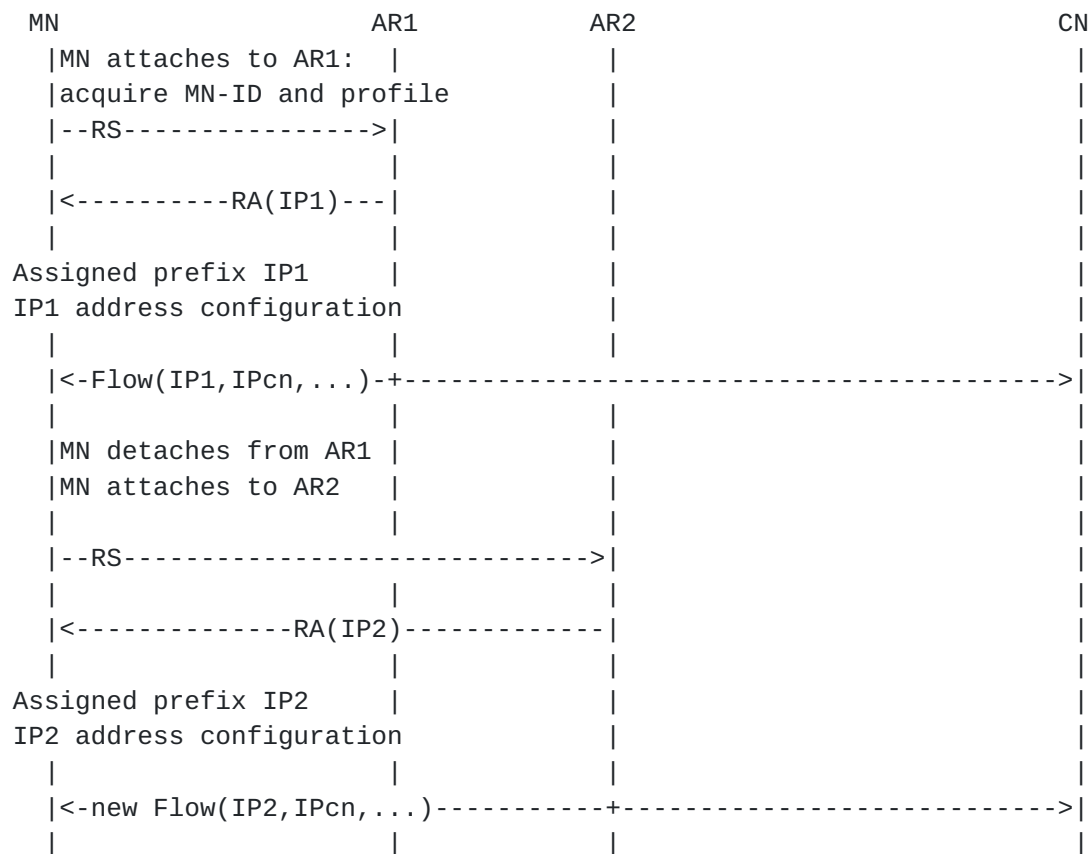 MN                      AR1           AR2                           CN
  |MN attaches to AR1:  |             |                             |
  |acquire MN-ID and profile          |                             |
  |--RS---------------->|             |                             |
  |                     |             |                             |
  |<----------RA(IP1)---|             |                             |
  |                     |             |                             |
Assigned prefix IP1     |             |                             |
IP1 address configuration             |                             |
  |                     |             |                             |
  |<-Flow(IP1,IPcn,...)-+------------------------------------------>|
  |                     |             |                             |
  |MN detaches from AR1 |             |                             |
  |MN attaches to AR2   |             |                             |
  |                     |             |                             |
  |--RS------------------------------>|                             |
  |                     |             |                             |
  |<--------------RA(IP2)-------------|                             |
  |                     |             |                             |
Assigned prefix IP2     |             |                             |
IP2 address configuration             |                             |
  |                     |             |                             |
  |<-new Flow(IP2,IPcn,...)-----------+---------------------------->|
  |                     |             |                             |